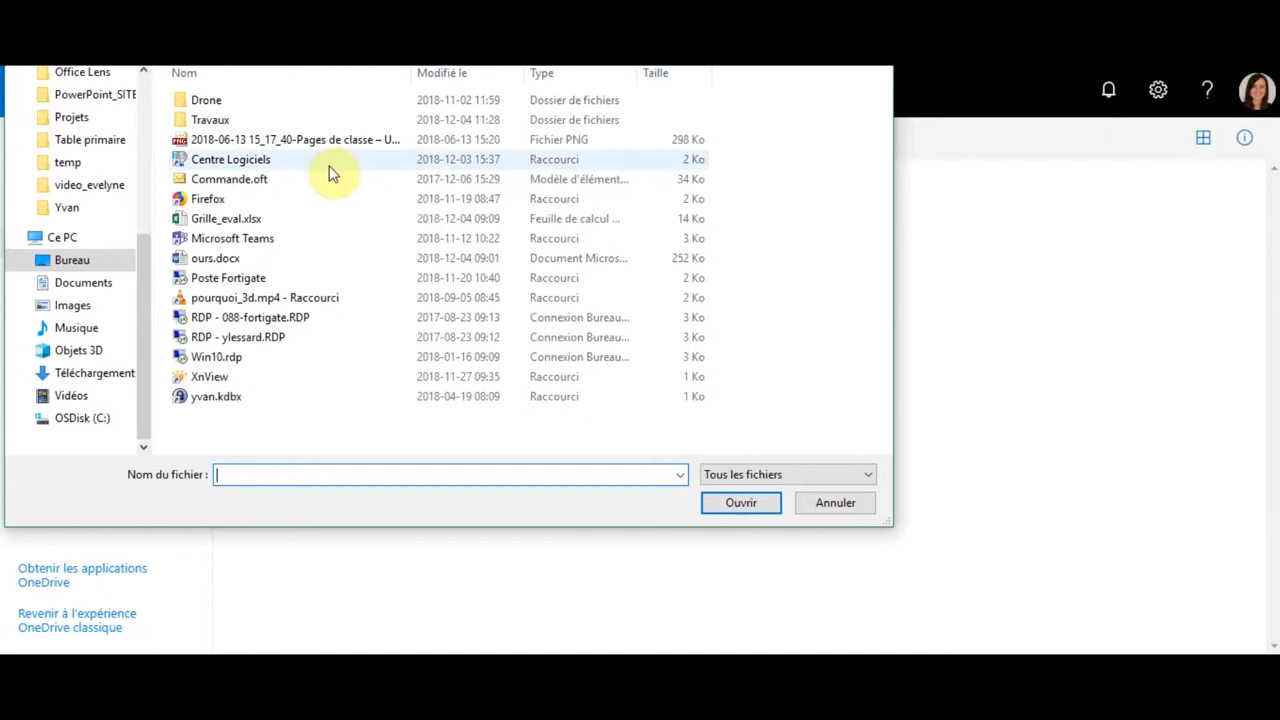 Office Lens
PowerPoint_SITE
Projets
Table primaire
temp
video_evelyne
Yvan
Ce PC
Bureau
Documents
Images
Musique
Objets 3D
Téléchargement
Vidéos
OSDisk (C:)
Nom Modifié le Type Taille
Drone 2018-11-02 11:59 Dossier de fichiers
Travaux 2018-12-04 11:28 Dossier de fichiers
2018-06-13 15_17_40-Pages de classe – U... 2018-06-13 15:20 Fichier PNG 298 Ko
Centre Logiciels 2018-12-03 15:37 Raccourci 2 Ko
Commande.oft 2017-12-06 15:29 Modèle d'élément... 34 Ko
Firefox 2018-11-19 08:47 Raccourci 2 Ko
Grille_eval.xlsx 2018-12-04 09:09 Feuille de calcul ... 14 Ko
Microsoft Teams 2018-11-12 10:22 Raccourci 3 Ko
ours.docx 2018-12-04 09:01 Document Micros... 252 Ko
Poste Fortigate 2018-11-20 10:40 Raccourci 2 Ko
pourquoi_3d.mp4 - Raccourci 2018-09-05 08:45 Raccourci 2 Ko
RDP - 088-fortigate.RDP 2017-08-23 09:13 Connexion Bureau... 3 Ko
RDP - ylessard.RDP 2017-08-23 09:12 Connexion Bureau... 3 Ko
Win10.rdp 2018-01-16 09:09 Connexion Bureau... 3 Ko
XnView 2018-11-27 09:35 Raccourci 1 Ko
yvan.kdbx 2018-04-19 08:09 Raccourci 1 Ko
Nom du fichier : Tous les fichiers
Ouvrir Annuler
Obtenir les applications
OneDrive
Revenir à l'expérience
OneDrive classique